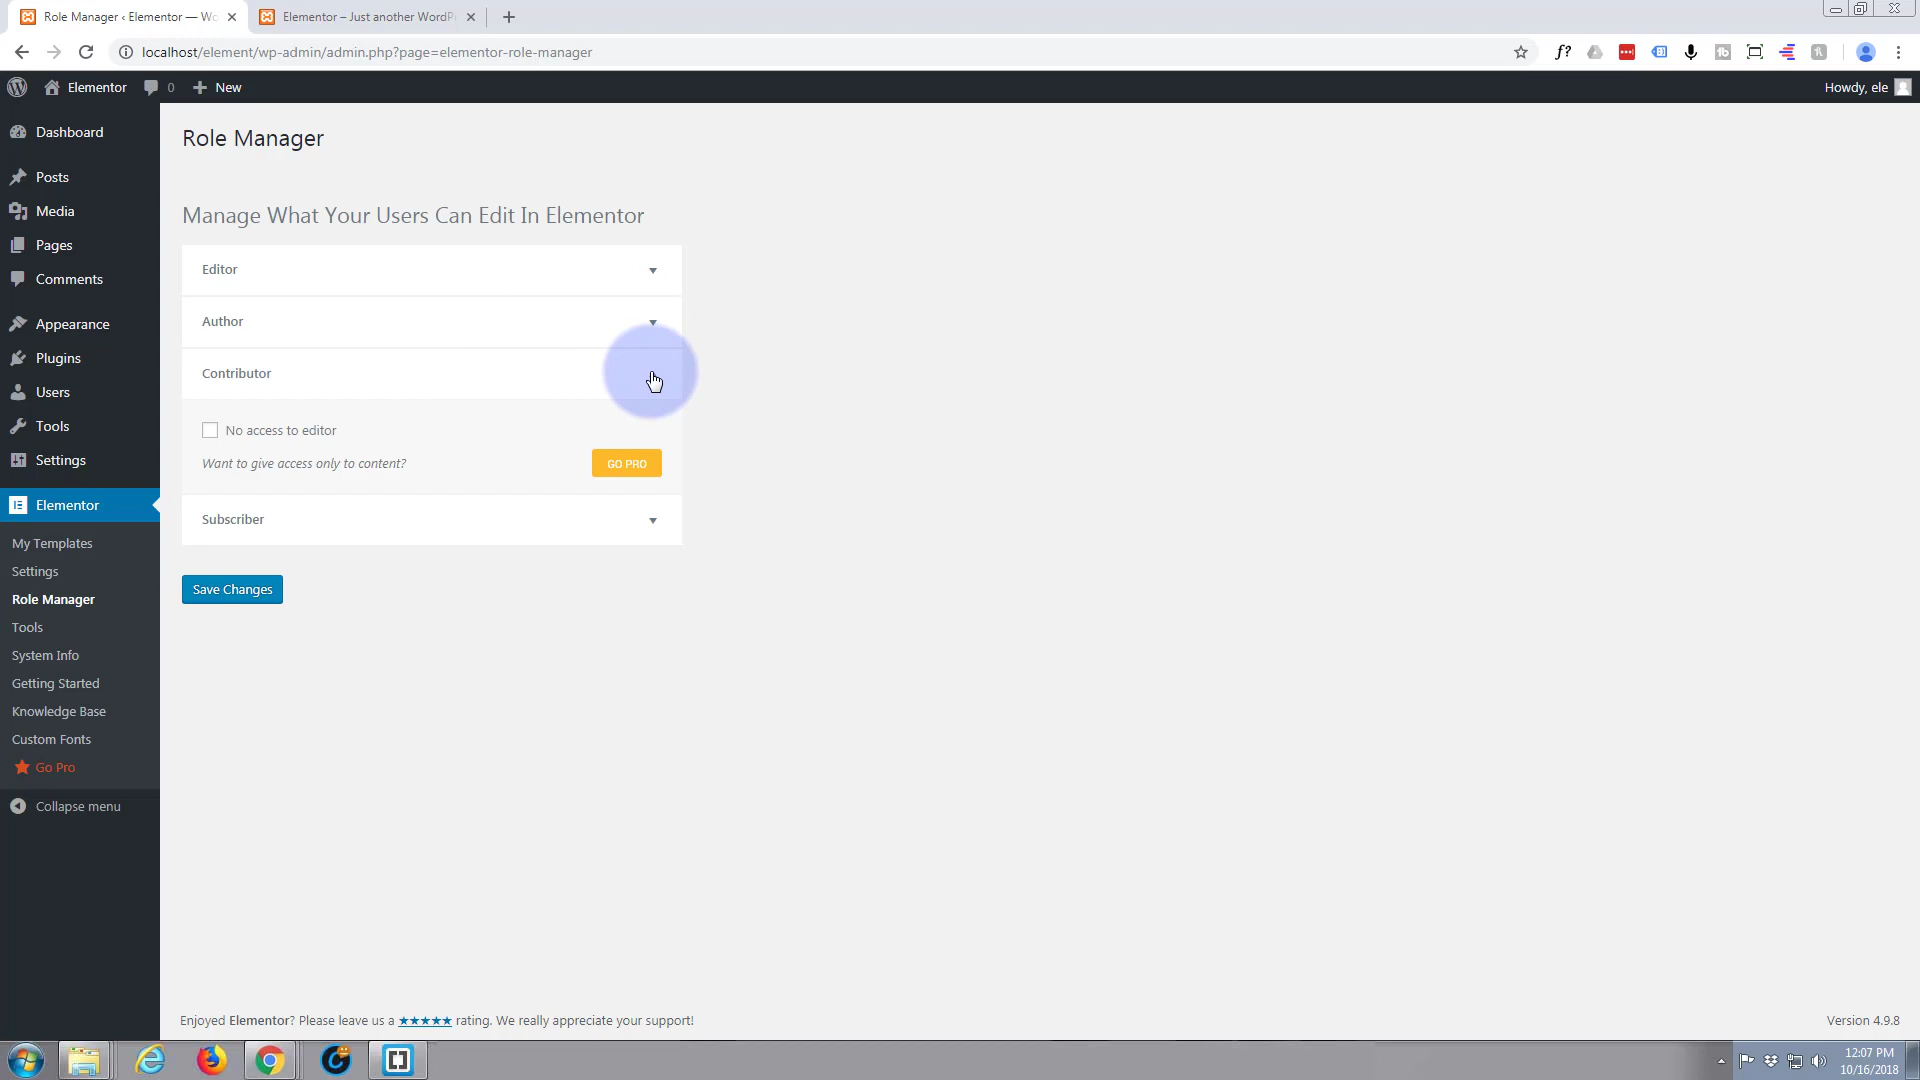 Role Manager ‹ Elementor — Wo
Elementor – Just another WordPr
localhost/element/wp-admin/admin.php?page=elementor-role-manager
Elementor
0
New
Howdy, ele
Dashboard
Posts
Media
Pages
Comments
Appearance
Plugins
Users
Tools
Settings
Elementor
My Templates
Settings
Role Manager
Tools
System Info
Getting Started
Knowledge Base
Custom Fonts
Go Pro
Collapse menu
Role Manager
Manage What Your Users Can Edit In Elementor
Editor
Author
Contributor
No access to editor
Want to give access only to content?
GO PRO
Subscriber
Save Changes
Enjoyed Elementor? Please leave us a ★★★★★ rating. We really appreciate your support!
Version 4.9.8
12:07 PM
10/16/2018